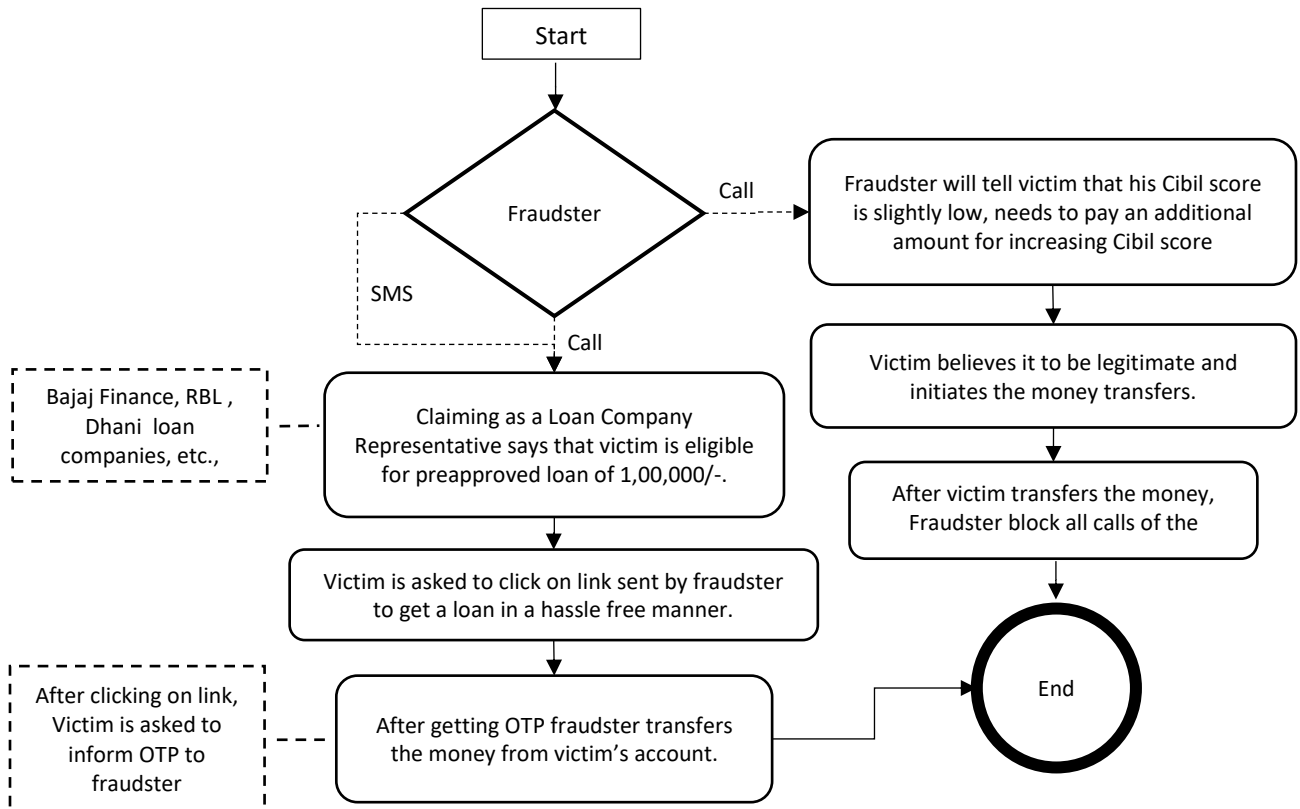 Start
Fraudster
Call
SMS
Call
Fraudster will tell victim that his Cibil score
is slightly low, needs to pay an additional
amount for increasing Cibil score
Victim believes it to be legitimate and
initiates the money transfers.
After victim transfers the money,
Fraudster block all calls of the
Bajaj Finance, RBL ,
Dhani loan
companies, etc.,
Claiming as a Loan Company
Representative says that victim is eligible
for preapproved loan of 1,00,000/-.
Victim is asked to click on link sent by fraudster
to get a loan in a hassle free manner.
After clicking on link,
Victim is asked to
inform OTP to
fraudster
After getting OTP fraudster transfers
the money from victim’s account.
End